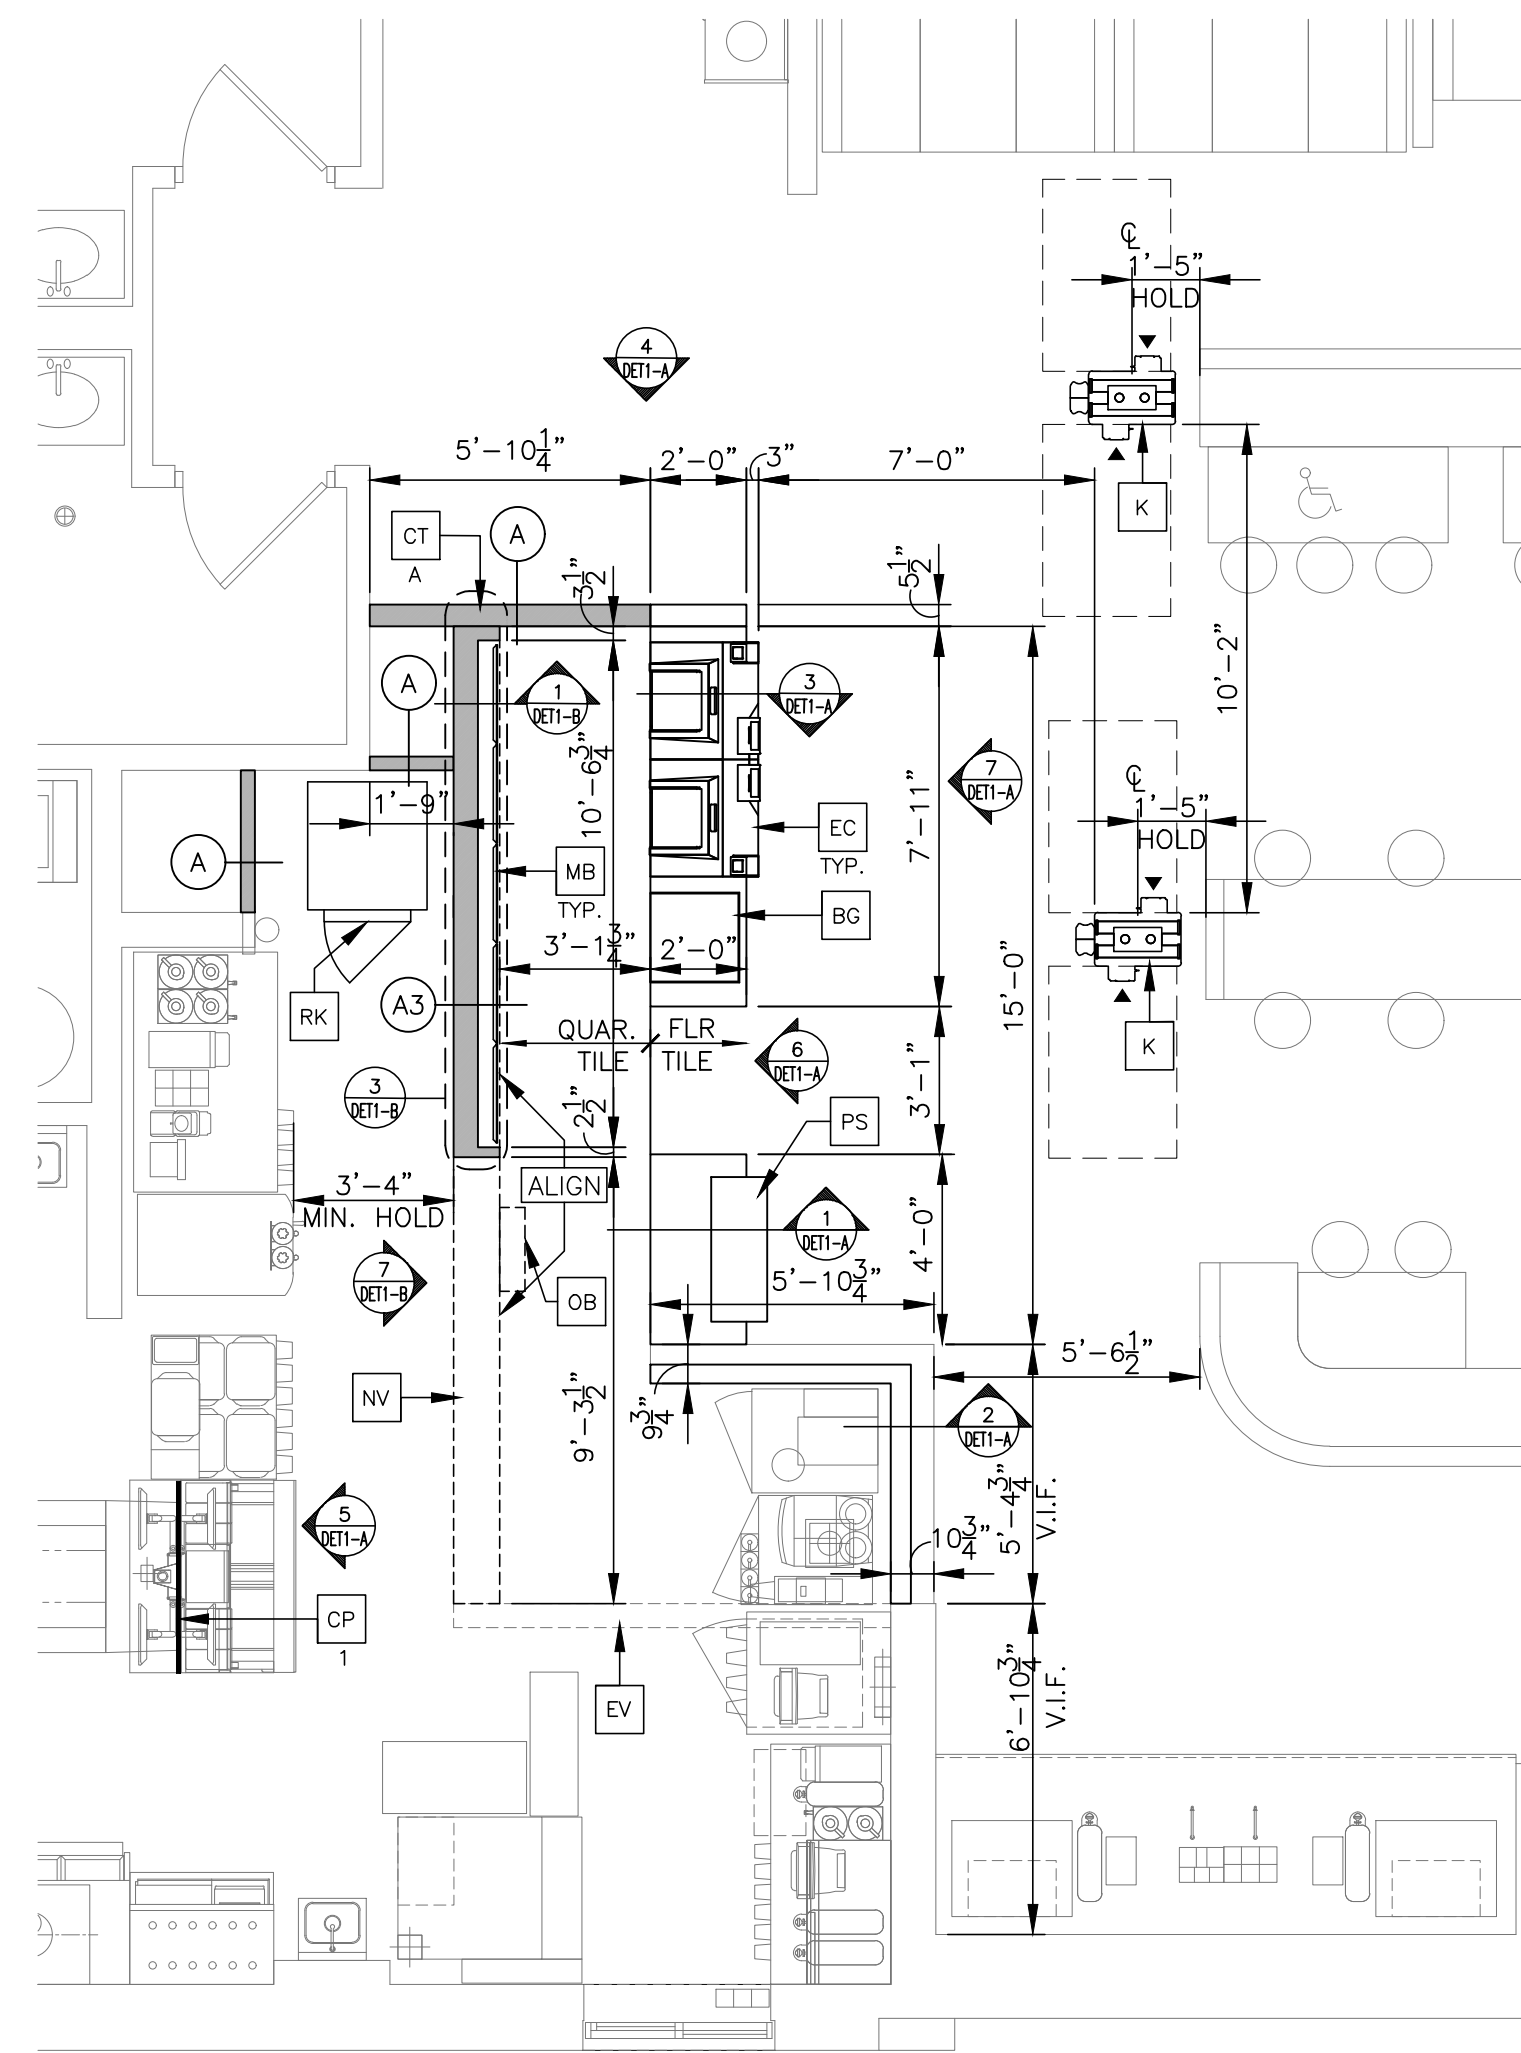 ℄
1'-5"
HOLD
4
DET1-A
5'-10 1/4"
2'-0"
3"
7'-0"
K
CT
A
A
3 1/2"
5 1/2"
10'-2"
A
1
DET1-B
3
DET1-A
10'-6 3/4"
7'-11"
7
DET1-A
℄
1'-5"
HOLD
1'-9"
A
EC
TYP.
MB
TYP.
BG
3'-1 3/4"
2'-0"
RK
A3
15'-0"
K
QUAR.
TILE
FLR
TILE
6
DET1-A
3'-1"
3
DET1-B
2 1/2"
PS
ALIGN
3'-4"
MIN. HOLD
1
DET1-A
4'-0"
7
DET1-B
OB
5'-10 3/4"
5'-6 1/2"
NV
9'-3 1/2"
9 3/4"
2
DET1-A
5'-4 3/4"
V.I.F.
5
DET1-A
10 3/4"
CP
1
EV
6'-10 3/4"
V.I.F.